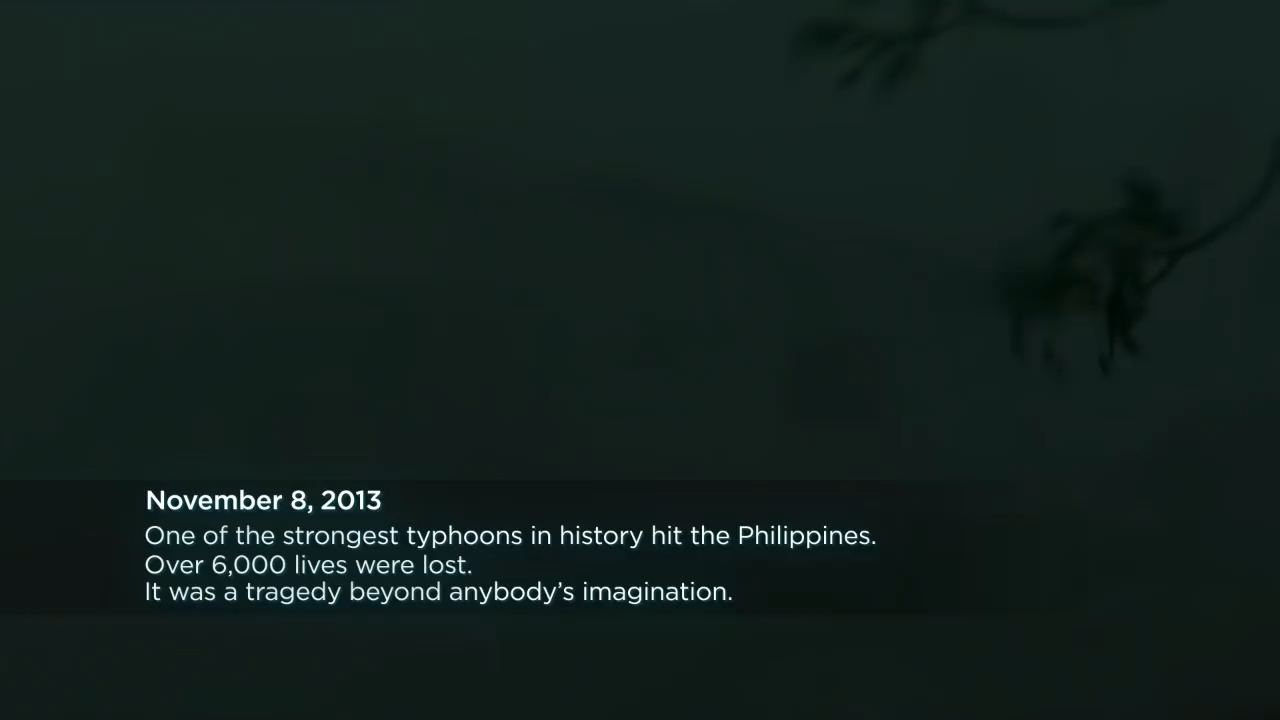 November 8, 2013
One of the strongest typhoons in history hit the Philippines.
Over 6,000 lives were lost.
It was a tragedy beyond anybody’s imagination.